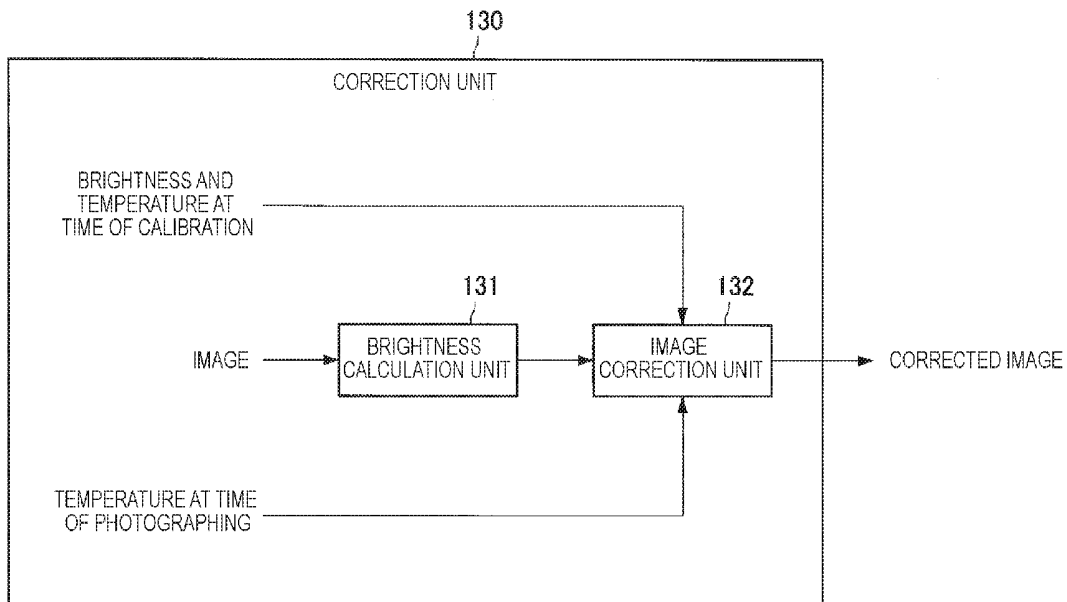 130
CORRECTION UNIT
BRIGHTNESS AND
TEMPERATURE AT
TIME OF CALIBRATION
131
132
IMAGE
BRIGHTNESS
CALCULATION UNIT
IMAGE
CORRECTION UNIT
CORRECTED IMAGE
TEMPERATURE AT TIME
OF PHOTOGRAPHING